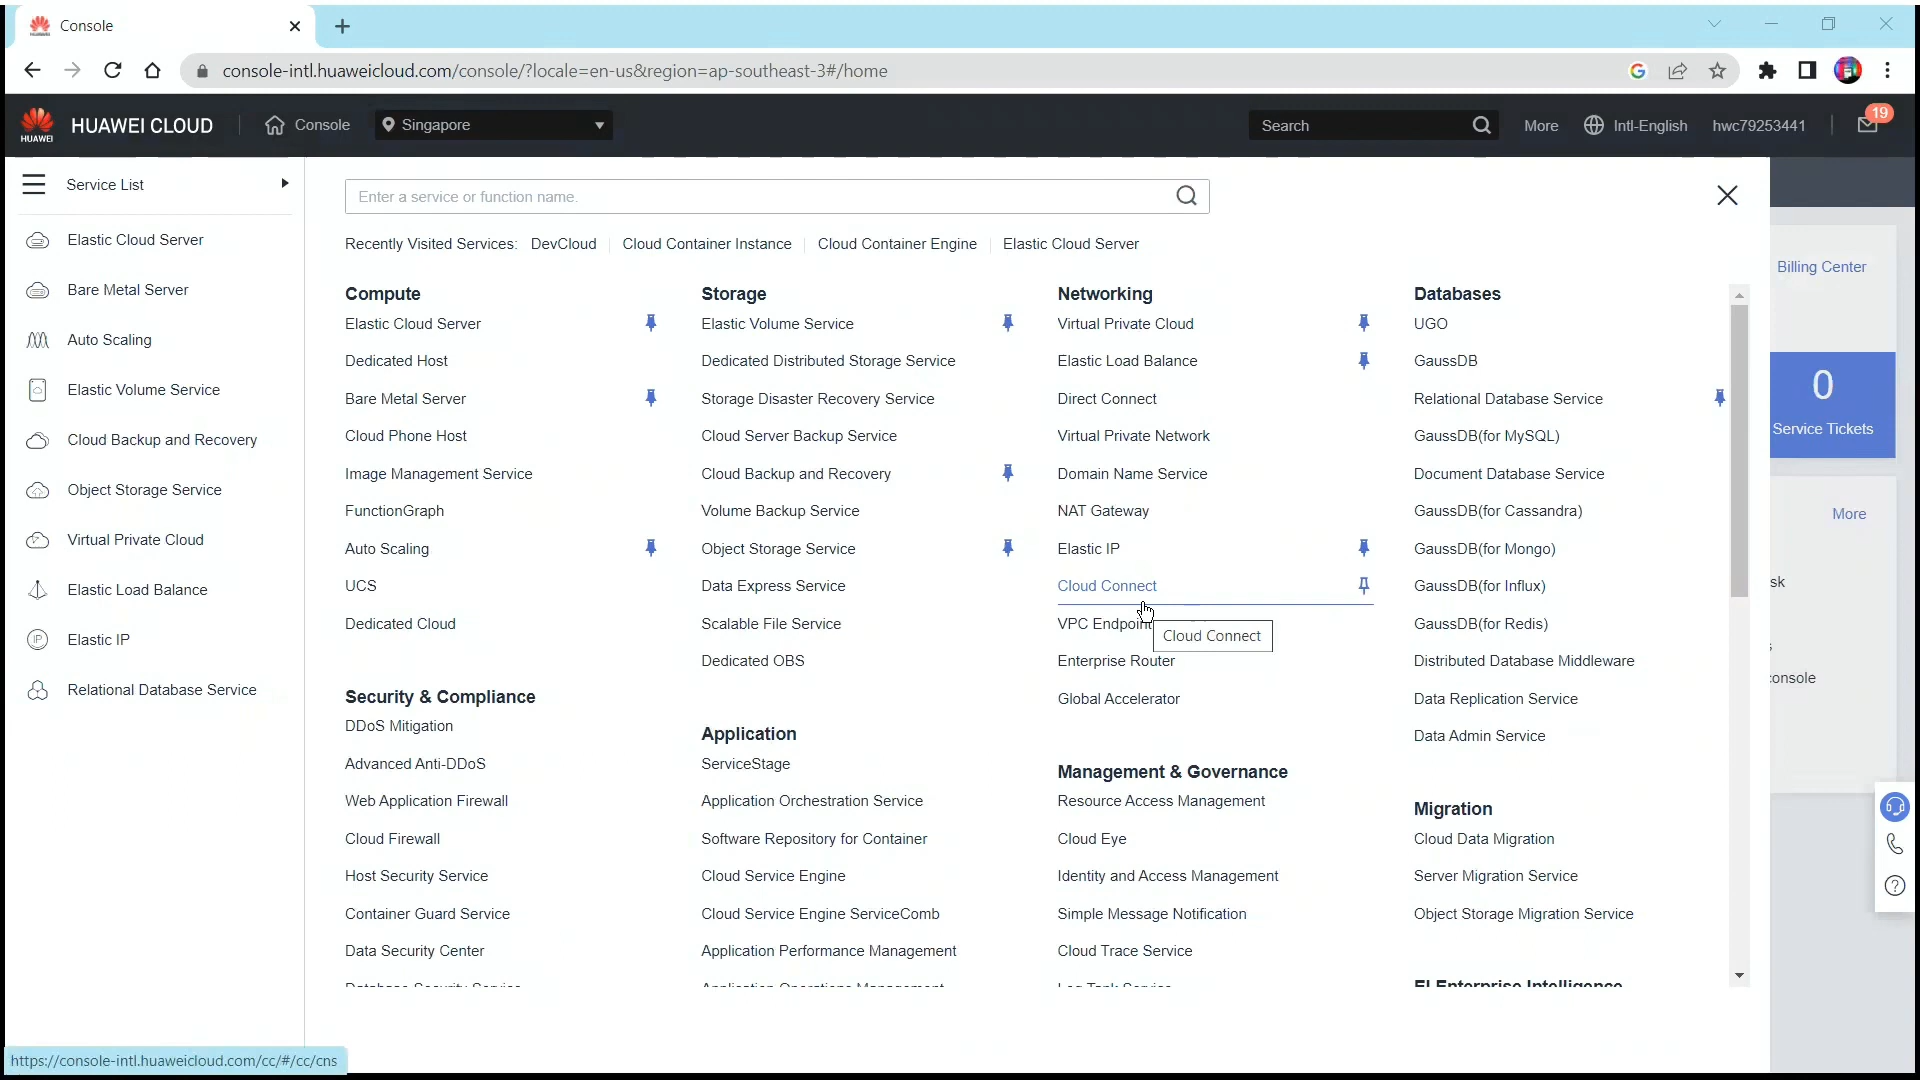 Console
console-intl.huaweicloud.com/console/?locale=en-us&region=ap-southeast-3#/home
HUAWEI
HUAWEI CLOUD
Console
Singapore
Search
More
Intl-English
hwc79253441
19
Service List
Elastic Cloud Server
Bare Metal Server
Auto Scaling
Elastic Volume Service
Cloud Backup and Recovery
Object Storage Service
Virtual Private Cloud
Elastic Load Balance
Elastic IP
Relational Database Service
Enter a service or function name.
Recently Visited Services: DevCloud Cloud Container Instance Cloud Container Engine Elastic Cloud Server
Compute
Elastic Cloud Server
Dedicated Host
Bare Metal Server
Cloud Phone Host
Image Management Service
FunctionGraph
Auto Scaling
UCS
Dedicated Cloud
Security & Compliance
DDoS Mitigation
Advanced Anti-DDoS
Web Application Firewall
Cloud Firewall
Host Security Service
Container Guard Service
Data Security Center
Database Security Service
Storage
Elastic Volume Service
Dedicated Distributed Storage Service
Storage Disaster Recovery Service
Cloud Server Backup Service
Cloud Backup and Recovery
Volume Backup Service
Object Storage Service
Data Express Service
Scalable File Service
Dedicated OBS
Application
ServiceStage
Application Orchestration Service
Software Repository for Container
Cloud Service Engine
Cloud Service Engine ServiceComb
Application Performance Management
Application Operations Management
Networking
Virtual Private Cloud
Elastic Load Balance
Direct Connect
Virtual Private Network
Domain Name Service
NAT Gateway
Elastic IP
Cloud Connect
VPC Endpoint
Cloud Connect
Enterprise Router
Global Accelerator
Management & Governance
Resource Access Management
Cloud Eye
Identity and Access Management
Simple Message Notification
Cloud Trace Service
Log Tank Service
Databases
UGO
GaussDB
Relational Database Service
GaussDB(for MySQL)
Document Database Service
GaussDB(for Cassandra)
GaussDB(for Mongo)
GaussDB(for Influx)
GaussDB(for Redis)
Distributed Database Middleware
Data Replication Service
Data Admin Service
Migration
Cloud Data Migration
Server Migration Service
Object Storage Migration Service
EI Enterprise Intelligence
Billing Center
0
Service Tickets
More
sk
console
https://console-intl.huaweicloud.com/cc/#/cc/cns